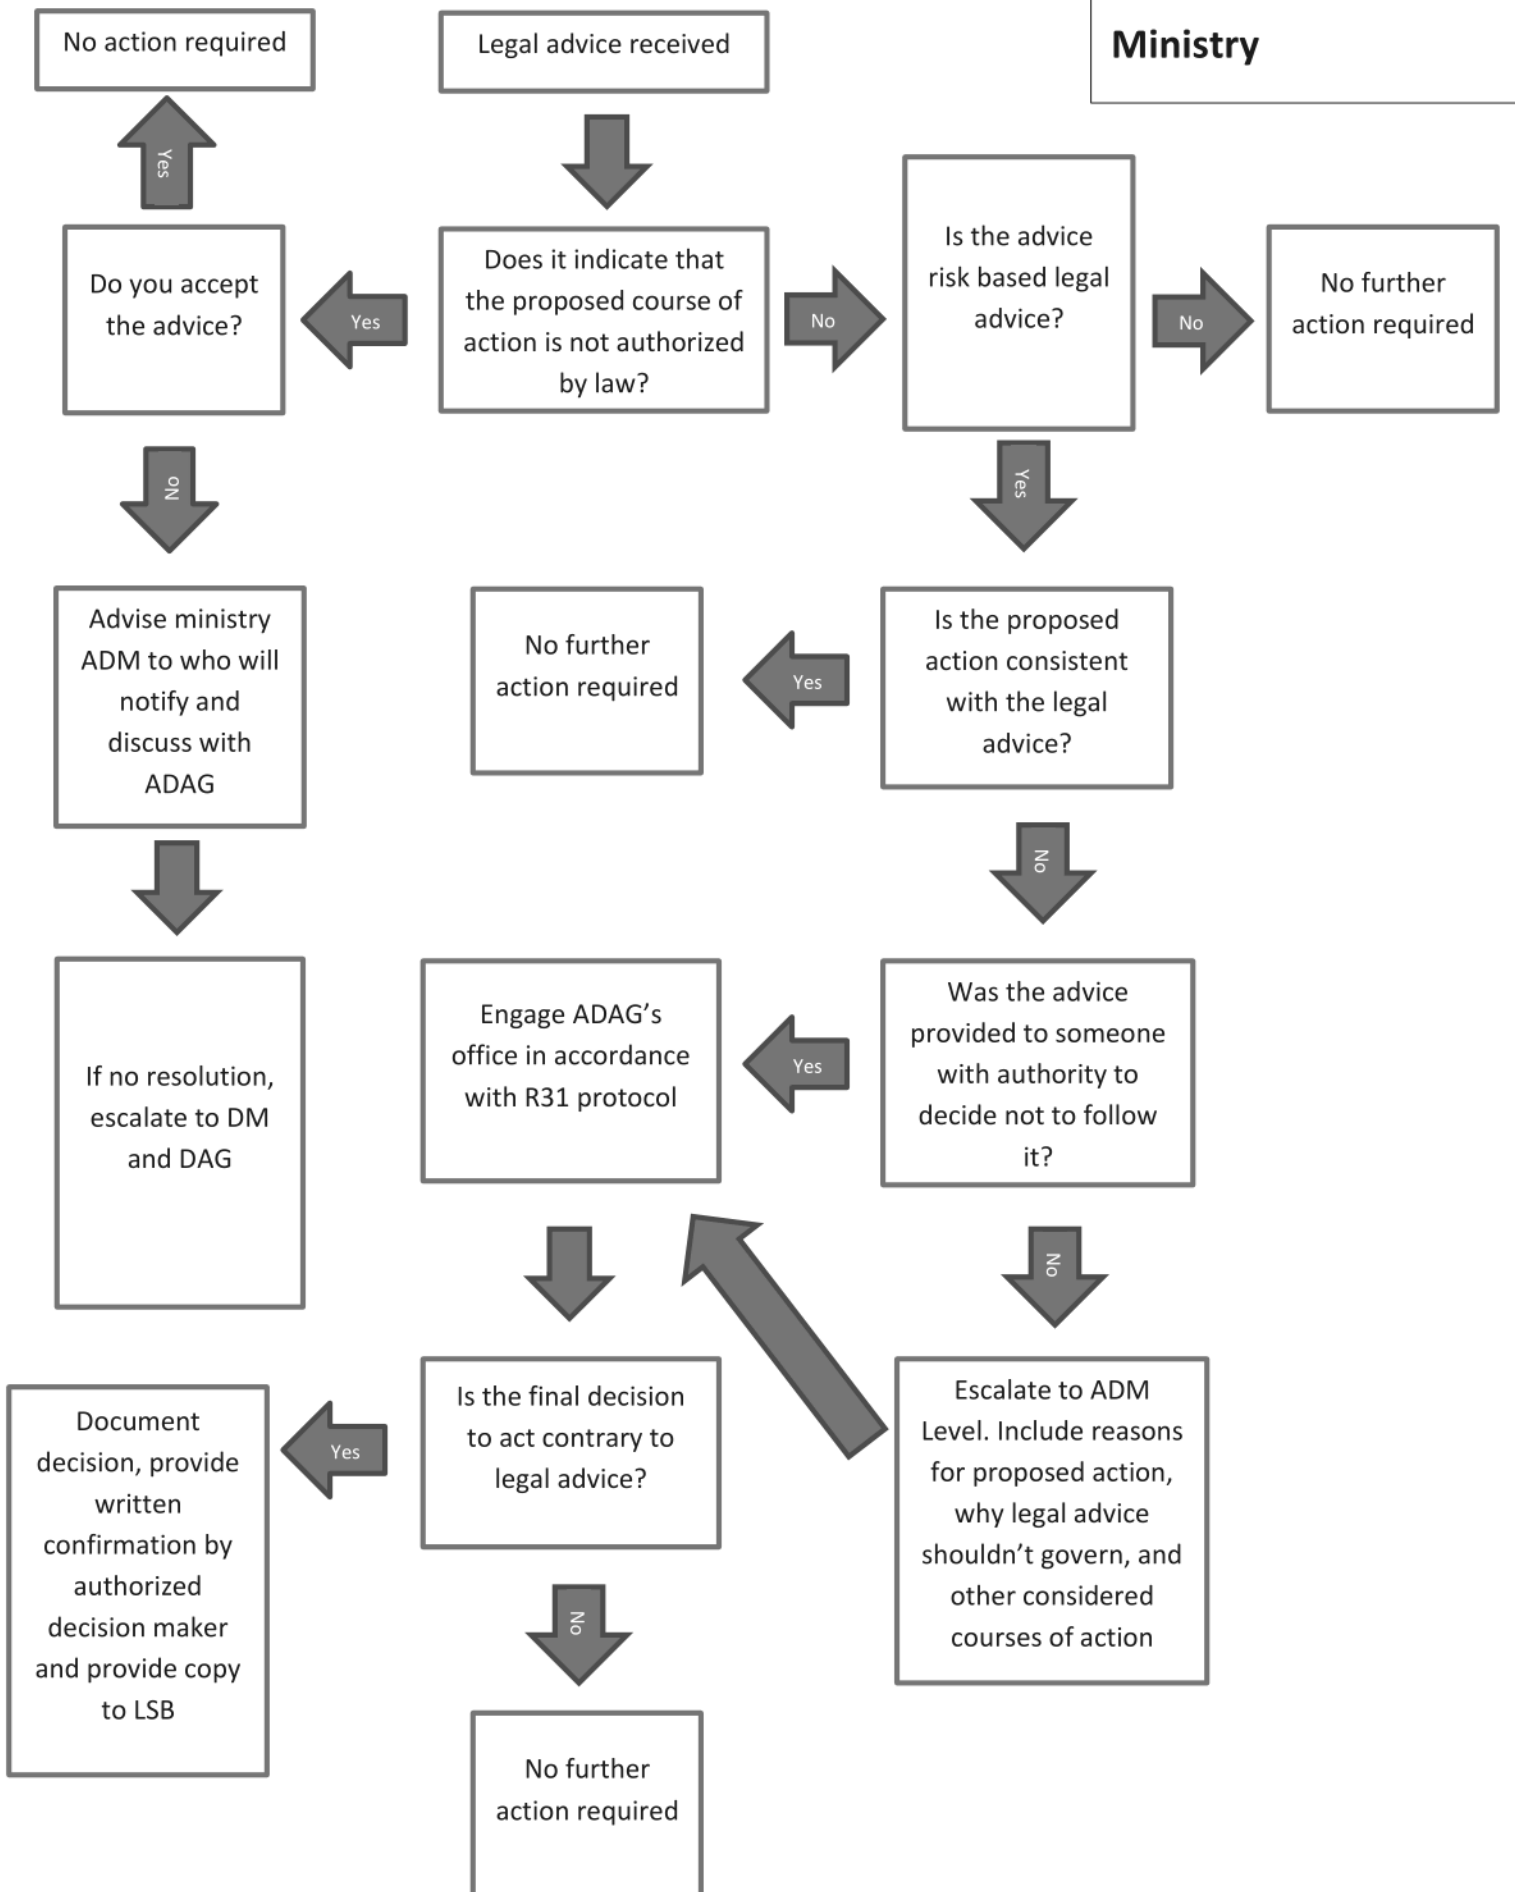 No action required
Legal advice received
Ministry
Yes
Do you accept
the advice?
Yes
Does it indicate that
the proposed course of
action is not authorized
by law?
No
Is the advice
risk based legal
advice?
No
No further
action required
No
Yes
Advise ministry
ADM to who will
notify and
discuss with
ADAG
No further
action required
Yes
Is the proposed
action consistent
with the legal
advice?
No
If no resolution,
escalate to DM
and DAG
Engage ADAG’s
office in accordance
with R31 protocol
Yes
Was the advice
provided to someone
with authority to
decide not to follow
it?
No
Document
decision, provide
written
confirmation by
authorized
decision maker
and provide copy
to LSB
Yes
Is the final decision
to act contrary to
legal advice?
Escalate to ADM
Level. Include reasons
for proposed action,
why legal advice
shouldn’t govern, and
other considered
courses of action
No
No further
action required